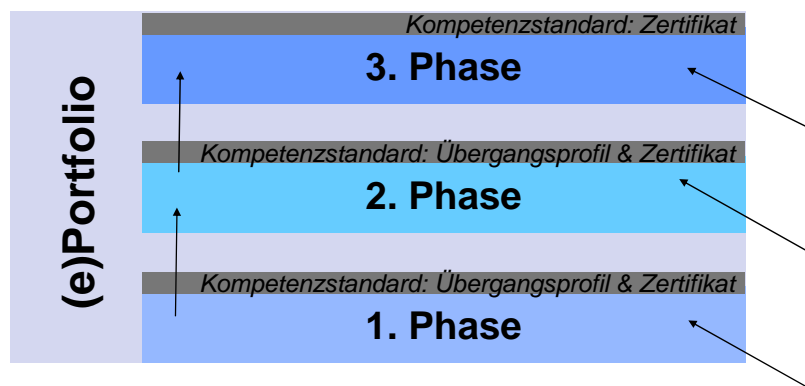 (e)Portfolio
Kompetenzstandard: Zertifikat
3. Phase
Kompetenzstandard: Übergangsprofil & Zertifikat
2. Phase
Kompetenzstandard: Übergangsprofil & Zertifikat
1. Phase